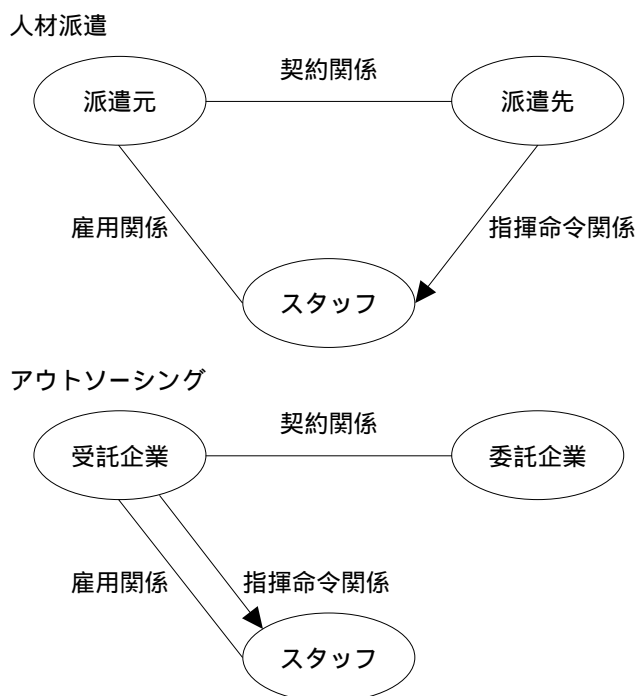 人材派遣
契約関係
派遣元
派遣先
雇用関係
指揮命令関係
スタッフ
アウトソーシング
契約関係
受託企業
委託企業
雇用関係
指揮命令関係
スタッフ